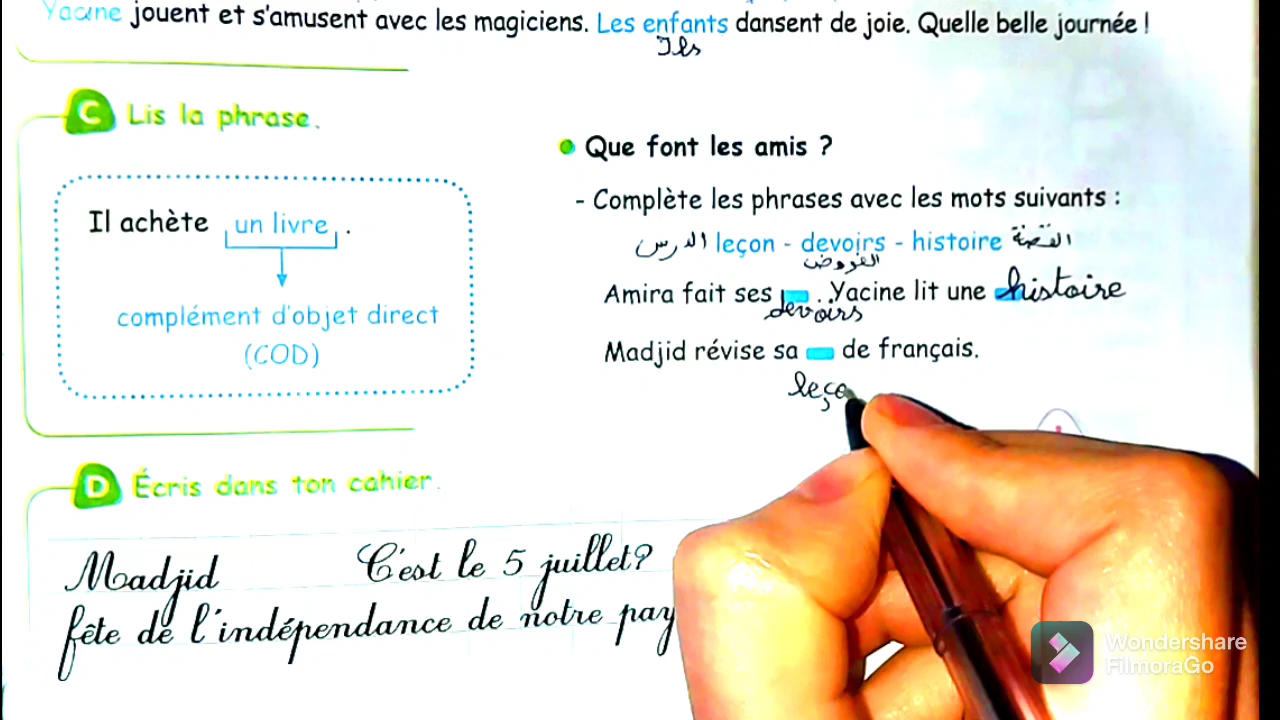 Yacine jouent et s'amusent avec les magiciens. Les enfants dansent de joie. Quelle belle journée !
Ils
C Lis la phrase.
Il achète un livre .
complément d'objet direct
(COD)
Que font les amis ?
- Complète les phrases avec les mots suivants :
الدرس leçon - devoirs - histoire القصة
الفروض
Amira fait ses . Yacine lit une histoire
devoirs
Madjid révise sa de français.
leço
D Écris dans ton cahier.
Madjid C'est le 5 juillet?
fête de l'indépendance de notre pay
Wondershare
FilmoraGo